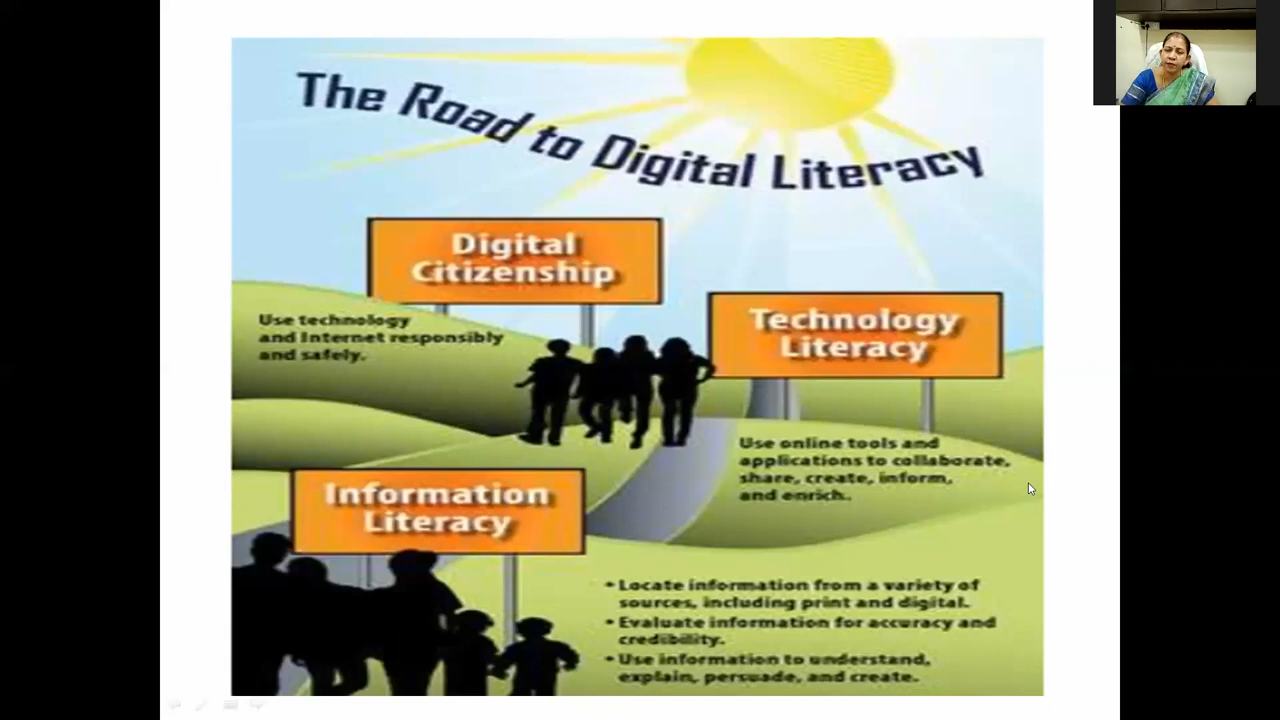 The Road to Digital Literacy
Digital
Citizenship
Use technology
and Internet responsibly
and safely.
Technology
Literacy
Use online tools and
applications to collaborate,
share, create, inform,
and enrich.
Information
Literacy
• Locate information from a variety of
sources, including print and digital.
• Evaluate information for accuracy and
credibility.
• Use information to understand,
explain, persuade, and create.